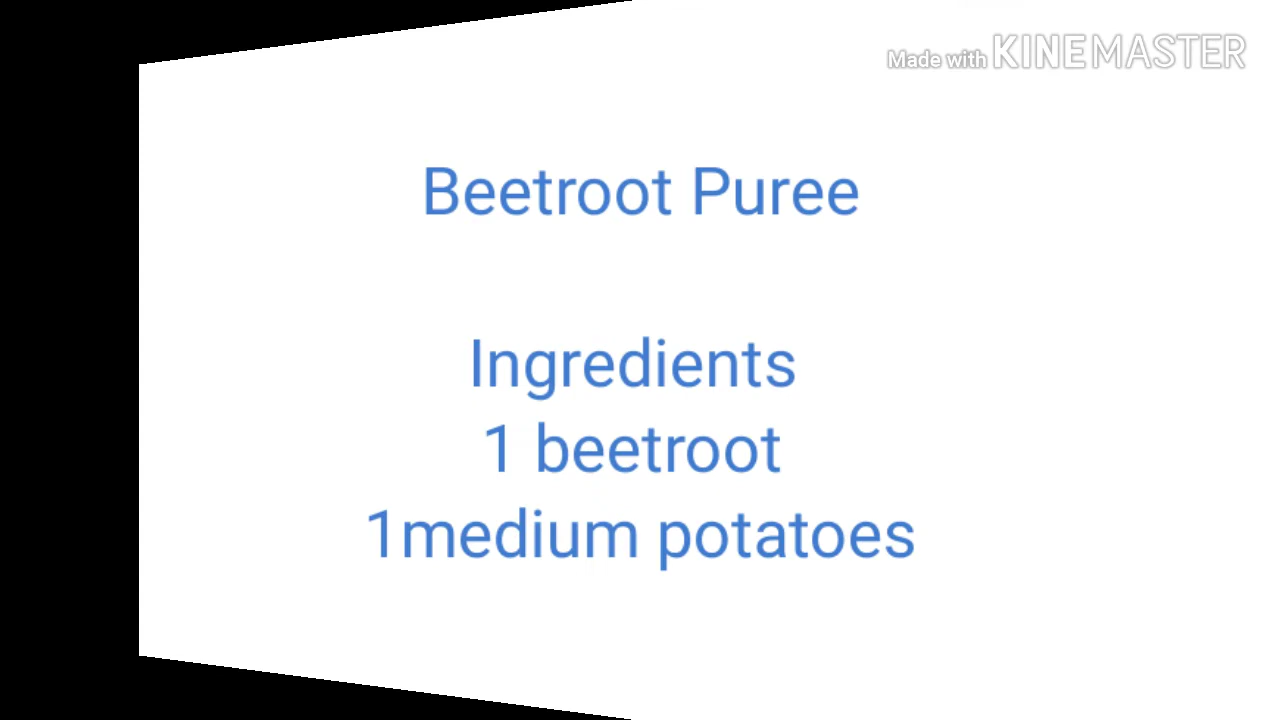 Made with KINEMASTER
Beetroot Puree
Ingredients
1 beetroot
1medium potatoes